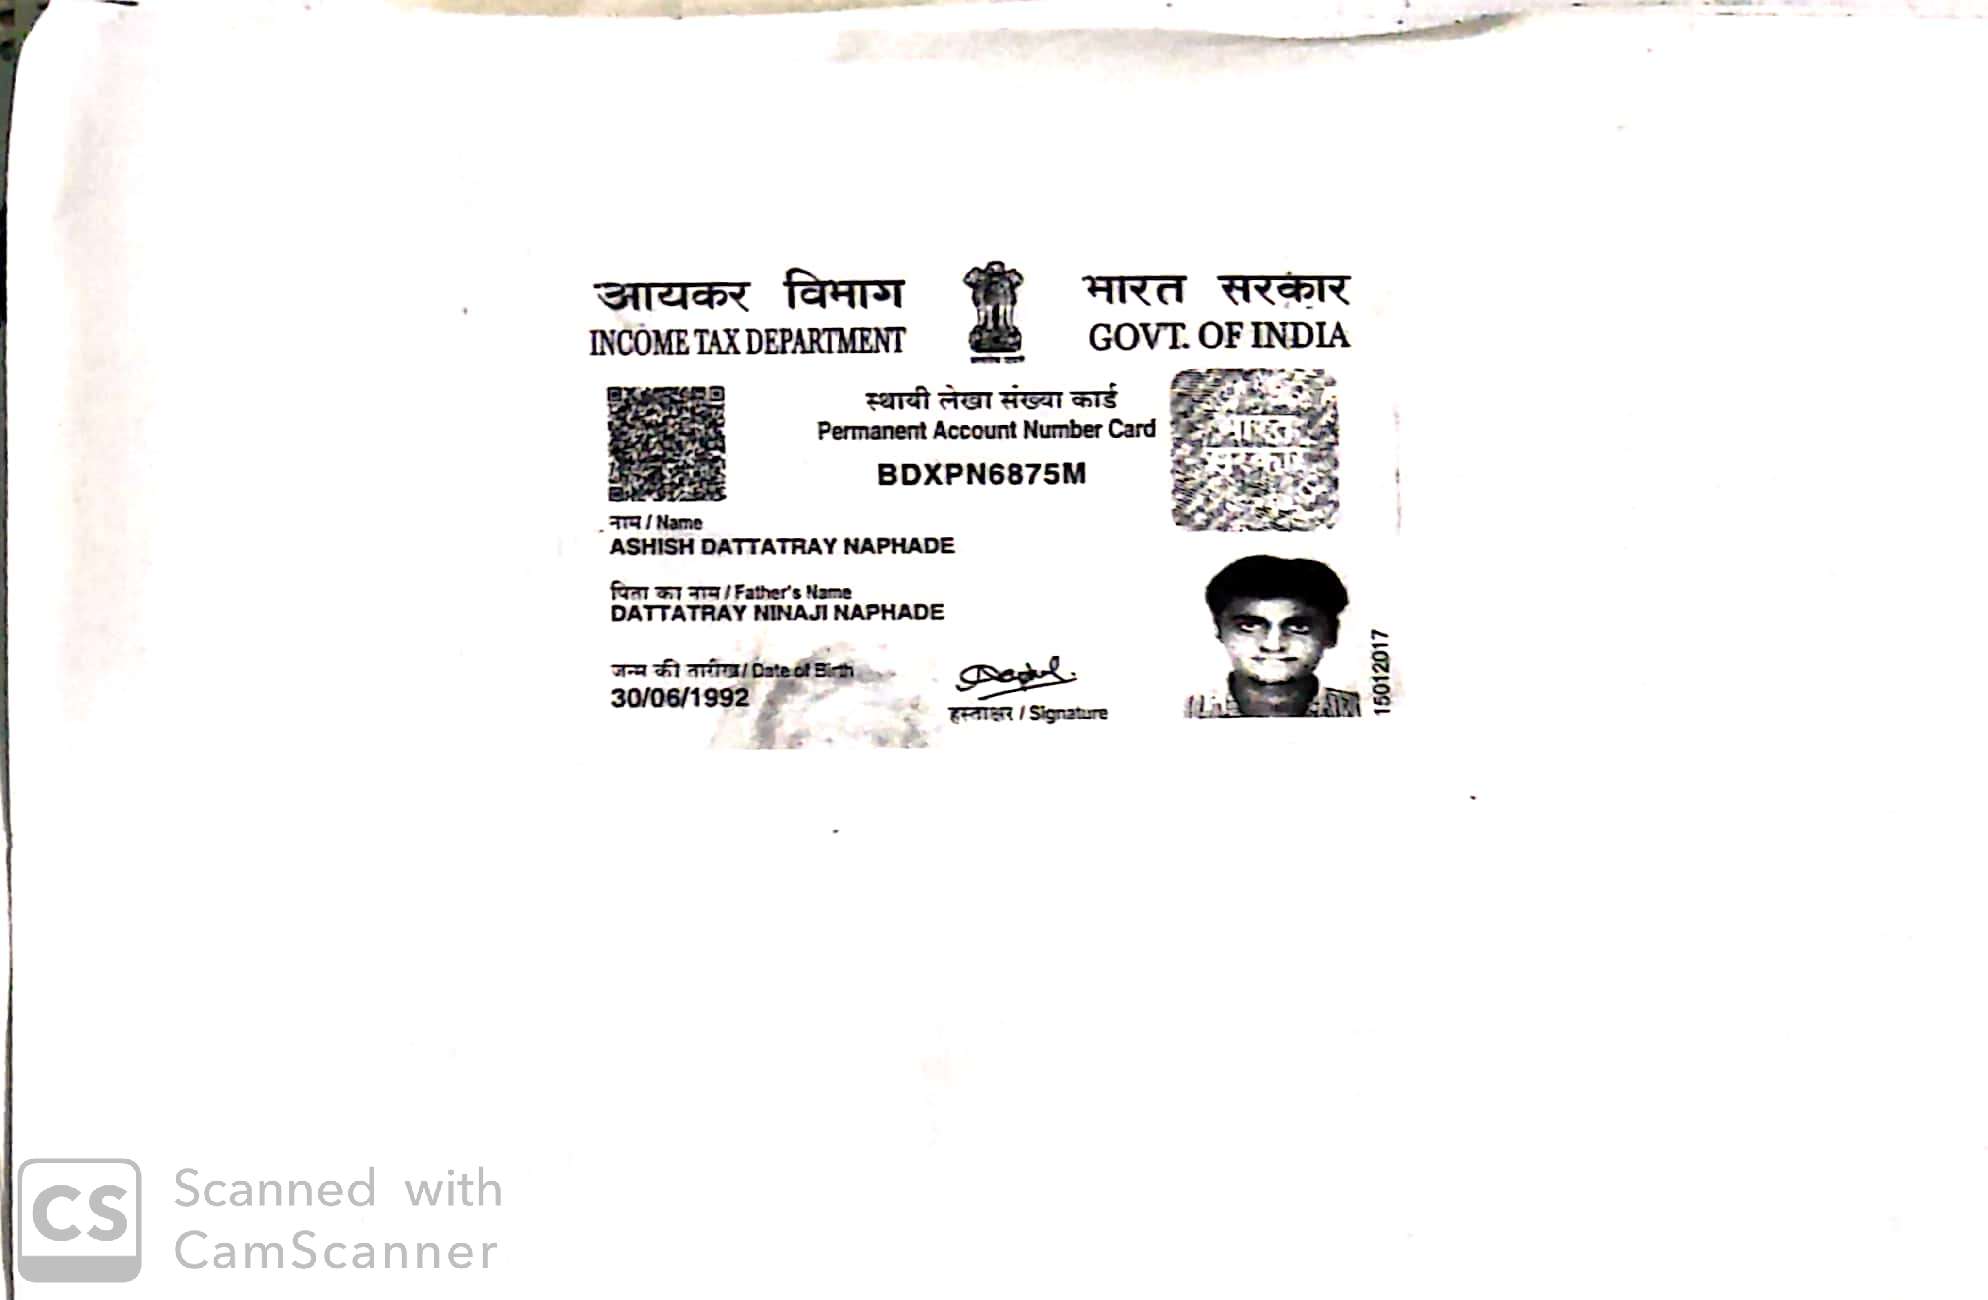 आयकर विभाग
INCOME TAX DEPARTMENT
भारत सरकार
GOVT. OF INDIA
स्थायी लेखा संख्या कार्ड
Permanent Account Number Card
BDXPN6875M
भारत
सरकार
नाम / Name
ASHISH DATTATRAY NAPHADE
पिता का नाम / Father's Name
DATTATRAY NINAJI NAPHADE
जन्म की तारीख / Date of Birth
30/06/1992
हस्ताक्षर / Signature
15012017
CS
Scanned with
CamScanner